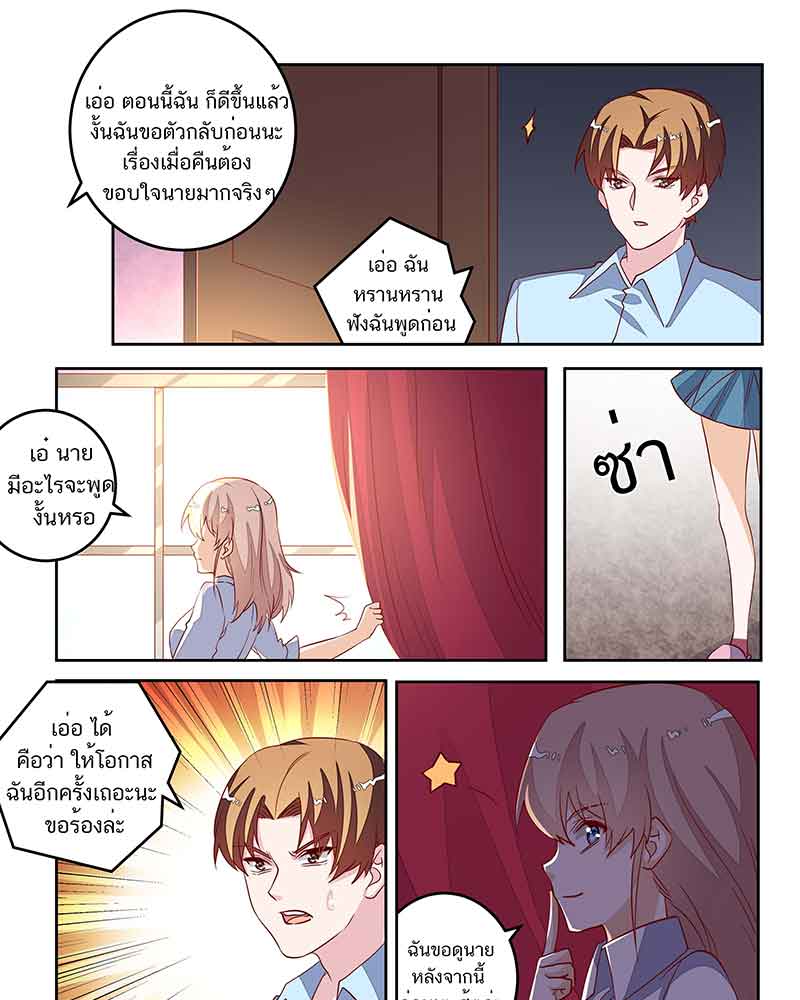 เอ่อ ตอนนี้ฉัน ก็ดีขึ้นแล้ว
งั้นฉันขอตัวกลับก่อนนะ
เรื่องเมื่อคืนต้อง
ขอบใจนายมากจริงๆ
เอ่อ ฉัน
หรานหราน
ฟังฉันพูดก่อน
เอ๋ นาย
มีอะไรจะพูด
งั้นหรอ
ซ่า
เอ่อ ได้
คือว่า ให้โอกาส
ฉันอีกครั้งเถอะนะ
ขอร้องล่ะ
ฉันขอดูนาย
หลังจากนี้